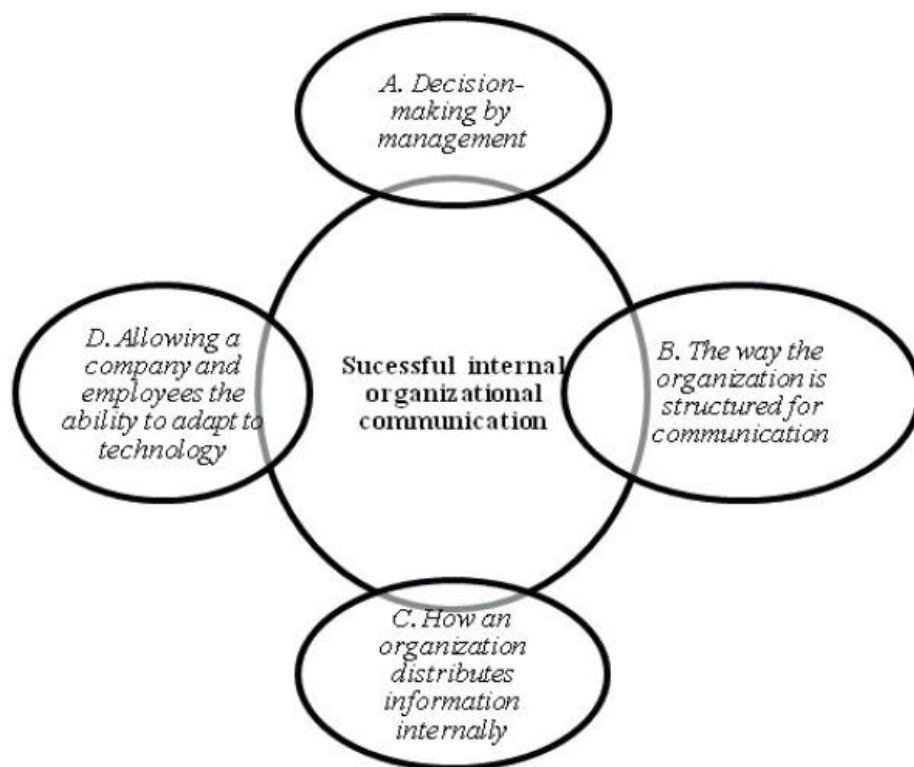 A. Decision-
making by
management
D. Allowing a
company and
employees the
ability to adapt to
technology
Sucessful internal
organizational
communication
B. The way the
organization is
structured for
communication
C. How an
organization
distributes
information
internally